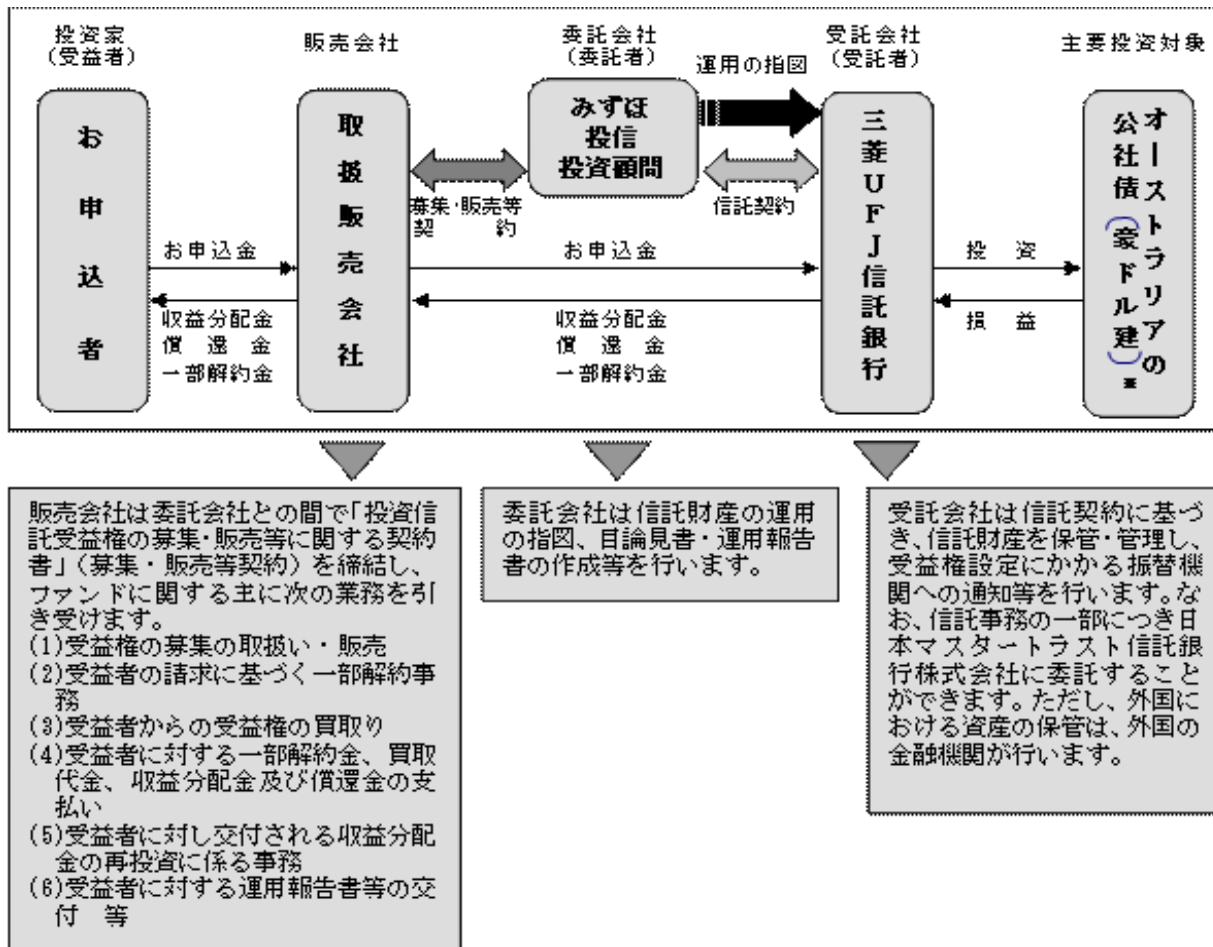 投資家
(受益者)
販売会社
委託会社
(委託者)
受託会社
(受託者)
主要投資対象
運用の指図
お申込者
取扱販売会社
みずほ
投信
投資顧問
三菱UFJ信託銀行
オーストラリアの
公社債(豪ドル建)※
募集・販売等
契約
信託契約
お申込金
お申込金
投資
収益分配金
償還金
一部解約金
収益分配金
償還金
一部解約金
損益
販売会社は委託会社との間で「投資信
託受益権の募集・販売等に関する契約
書」(募集・販売等契約)を締結し、
ファンドに関する主に次の業務を引
き受けます。
(1)受益権の募集の取扱い・販売
(2)受益者の請求に基づく一部解約事
務
(3)受益者からの受益権の買取り
(4)受益者に対する一部解約金、買取
代金、収益分配金及び償還金の支
払い
(5)受益者に対し交付される収益分配
金の再投資に係る事務
(6)受益者に対する運用報告書等の交
付 等
委託会社は信託財産の運用
の指図、目論見書・運用報告
書の作成等を行います。
受託会社は信託契約に基づ
き、信託財産を保管・管理し、
受益権設定にかかる振替機
関への通知等を行います。な
お、信託事務の一部につき日
本マスタートラスト信託銀
行株式会社に委託すること
ができます。ただし、外国に
おける資産の保管は、外国の
金融機関が行います。